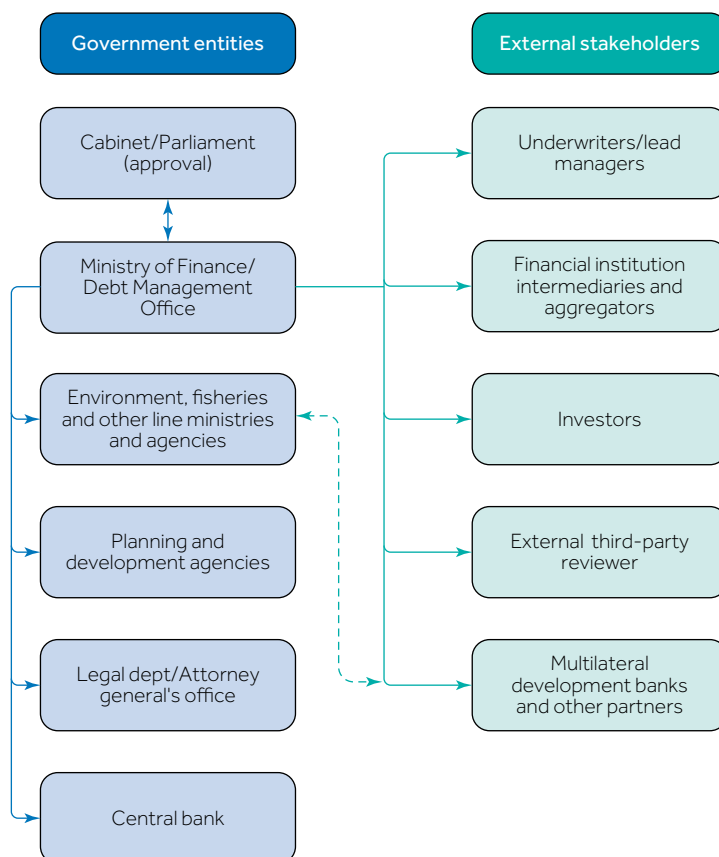 Government entities
Cabinet/Parliament
(approval)
Ministry of Finance/
Debt Management
Office
Environment, fisheries
and other line ministries
and agencies
Planning and
development agencies
Legal dept/Attorney
general's office
Central bank
External stakeholders
Underwriters/lead
managers
Financial institution
intermediaries and
aggregators
Investors
External third-party
reviewer
Multilateral
development banks
and other partners